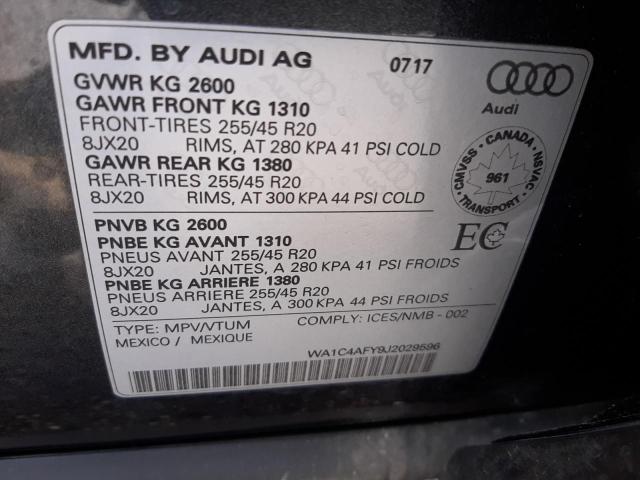 MFD. BY AUDI AG 07 17
GVWR KG 2600
GAWR FRONT KG 1310
FRONT-TIRES 255/45 R20
8JX20 RIMS, AT 280 KPA 41 PSI COLD
GAWR REAR KG 1380
REAR-TIRES 255/45 R20
8JX20 RIMS, AT 300 KPA 44 PSI COLD
Audi
CMVSS - CANADA - NSVAC
961
TRANSPORT
PNVB KG 2600
PNBE KG AVANT 1310
PNEUS AVANT 255/45 R20
8JX20 JANTES, A 280 KPA 41 PSI FROIDS
PNBE KG ARRIERE 1380
PNEUS ARRIERE 255/45 R20
8JX20 JANTES, A 300 KPA 44 PSI FROIDS
EC
TYPE: MPV/VTUM COMPLY: ICES/NMB - 002
MEXICO / MEXIQUE
WA1C4AFY9J2029596